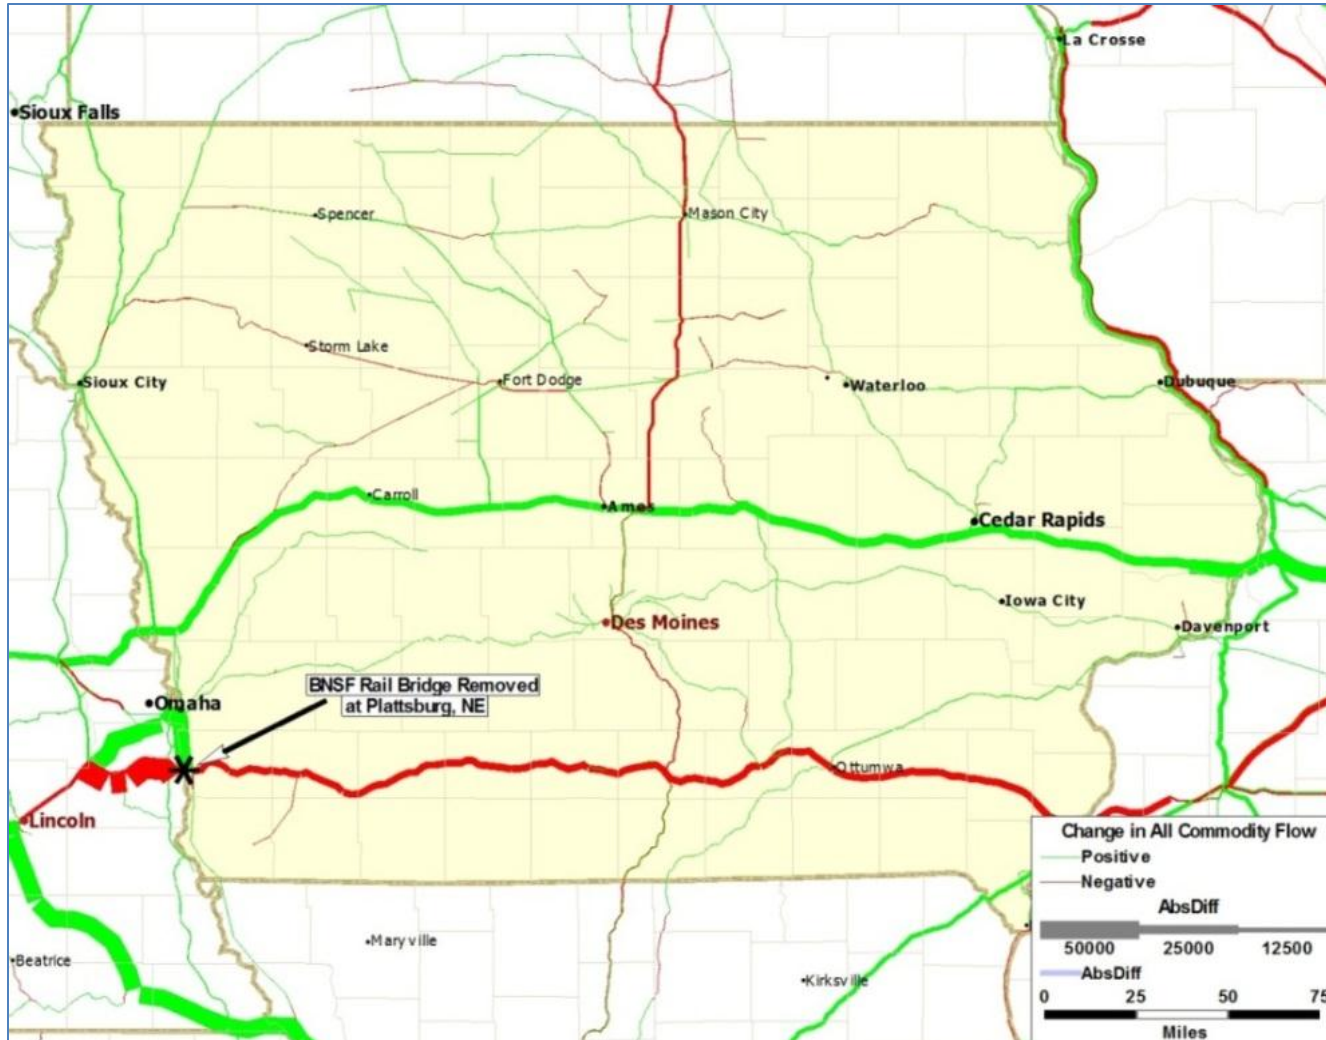 La Crosse
Sioux Falls
Spencer
Mason City
Storm Lake
Sioux City
Fort Dodge
Waterloo
Dubuque
Carroll
Ames
Cedar Rapids
Iowa City
Des Moines
Davenport
BNSF Rail Bridge Removed
at Plattsburg, NE
Omaha
Ottumwa
Lincoln
Maryville
Beatrice
Kirksville
Change in All Commodity Flow
Positive
Negative
AbsDiff
50000 25000 12500
AbsDiff
0 25 50 75
Miles